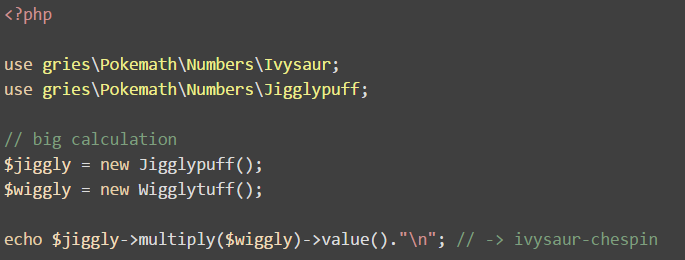 <?php
use gries\Pokemath\Numbers\Ivysaur;
use gries\Pokemath\Numbers\Jigglypuff;
// big calculation
$jiggly = new Jigglypuff();
$wiggly = new Wigglytuff();
echo $jiggly->multiply($wiggly)->value()."\n"; // -> ivysaur-chespin